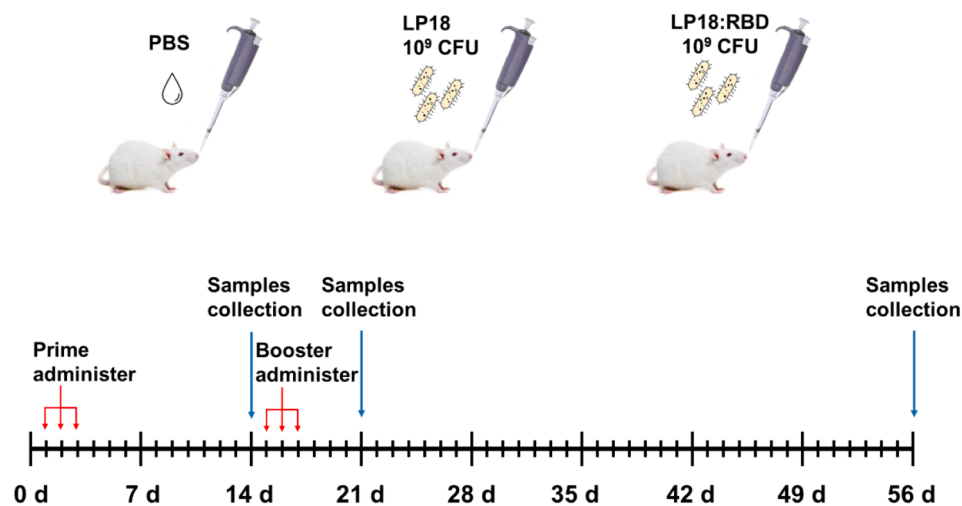 PBS
LP18
10⁹ CFU
LP18:RBD
10⁹ CFU
Samples
collection
Samples
collection
Samples
collection
Prime
administer
Booster
administer
0 d
7 d
14 d
21 d
28 d
35 d
42 d
49 d
56 d